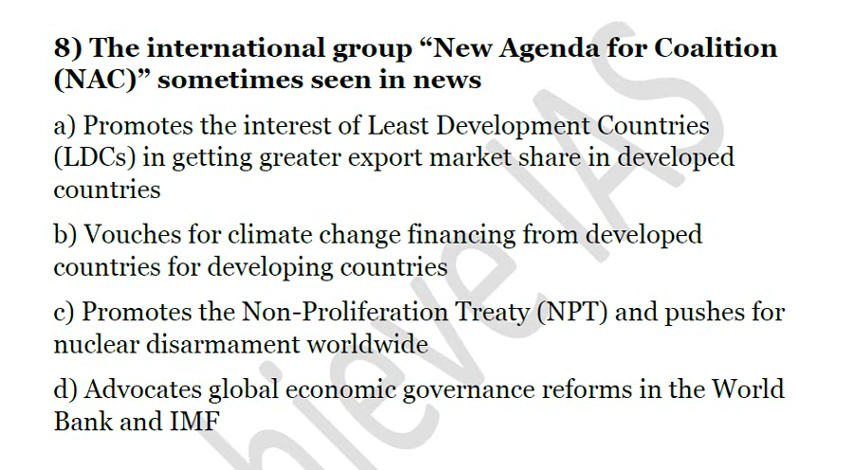 8) The international group “New Agenda for Coalition
(NAC)” sometimes seen in news
a) Promotes the interest of Least Development Countries
(LDCs) in getting greater export market share in developed
countries
b) Vouches for climate change financing from developed
countries for developing countries
c) Promotes the Non-Proliferation Treaty (NPT) and pushes for
nuclear disarmament worldwide
d) Advocates global economic governance reforms in the World
Bank and IMF
hieve IAS